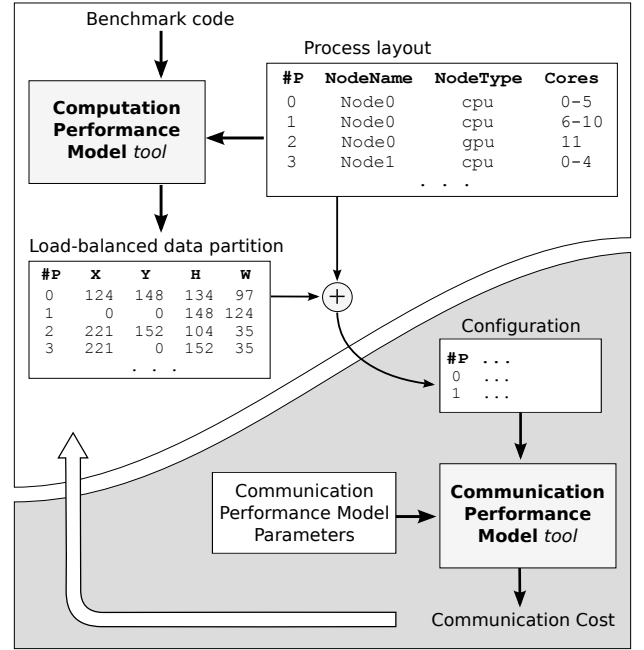 Benchmark code
Process layout
#P NodeName NodeType Cores
0 Node0 cpu 0-5
1 Node0 cpu 6-10
2 Node0 gpu 11
3 Node1 cpu 0-4
. . .
Computation
Performance
Model tool
Load-balanced data partition
#P X Y H W
0 124 148 134 97
1 0 0 148 124
2 221 152 104 35
3 221 0 152 35
. . .
+
Configuration
#P ...
0 ...
1 ...
Communication
Performance Model
Parameters
Communication
Performance
Model tool
Communication Cost